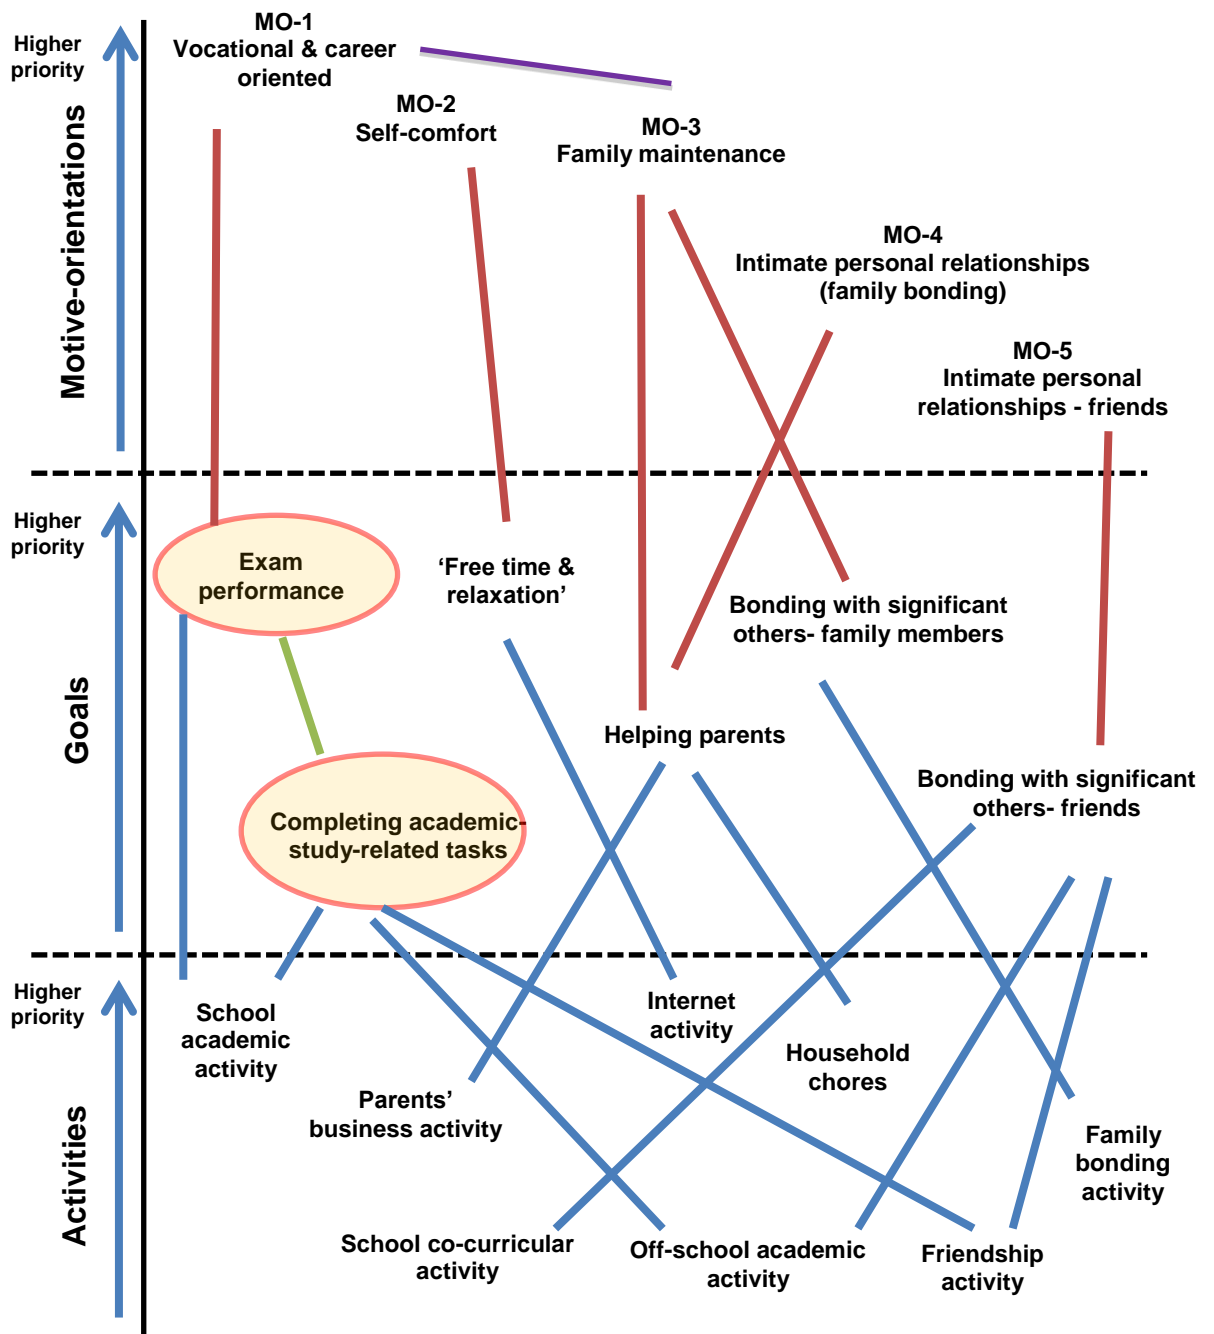 Higher
priority
MO-1
Vocational & career
oriented
MO-2
Self-comfort
MO-3
Family maintenance
MO-4
Intimate personal relationships
(family bonding)
MO-5
Intimate personal
relationships - friends
Motive-orientations
Higher
priority
Exam
performance
‘Free time &
relaxation’
Bonding with significant
others- family members
Helping parents
Bonding with significant
others- friends
Completing academic-
study-related tasks
Goals
Higher
priority
School
academic
activity
Internet
activity
Household
chores
Parents’
business activity
Family
bonding
activity
School co-curricular
activity
Off-school academic
activity
Friendship
activity
Activities